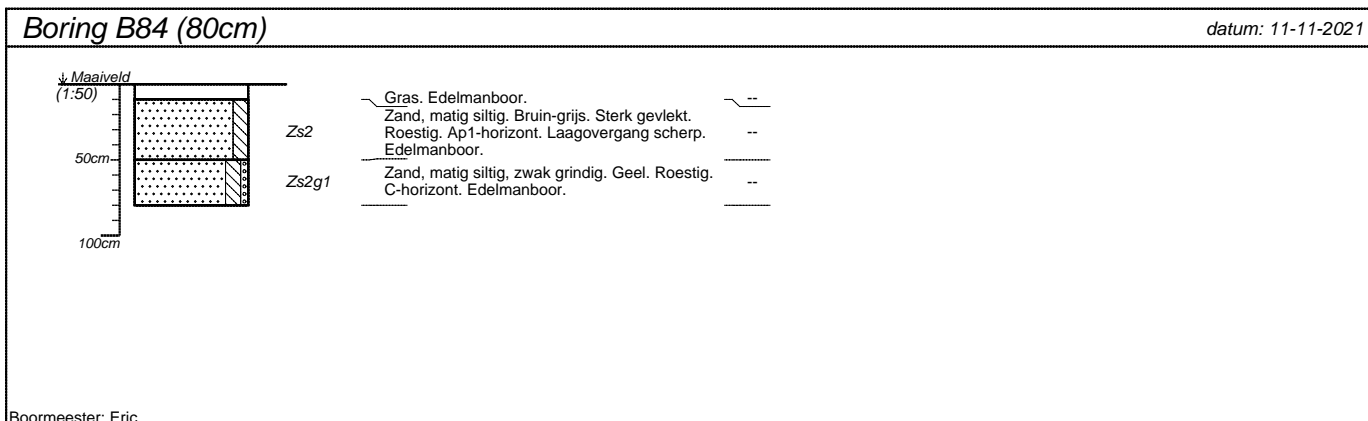 Boring B84 (80cm)
datum: 11-11-2021
Maaiveld
(1:50)
Gras. Edelmanboor.
--
Zs2
Zand, matig siltig. Bruin-grijs. Sterk gevlekt.
Roestig. Ap1-horizont. Laagovergang scherp.
Edelmanboor.
--
50cm
Zs2g1
Zand, matig siltig, zwak grindig. Geel. Roestig.
C-horizont. Edelmanboor.
--
100cm
Boormeester: Eric